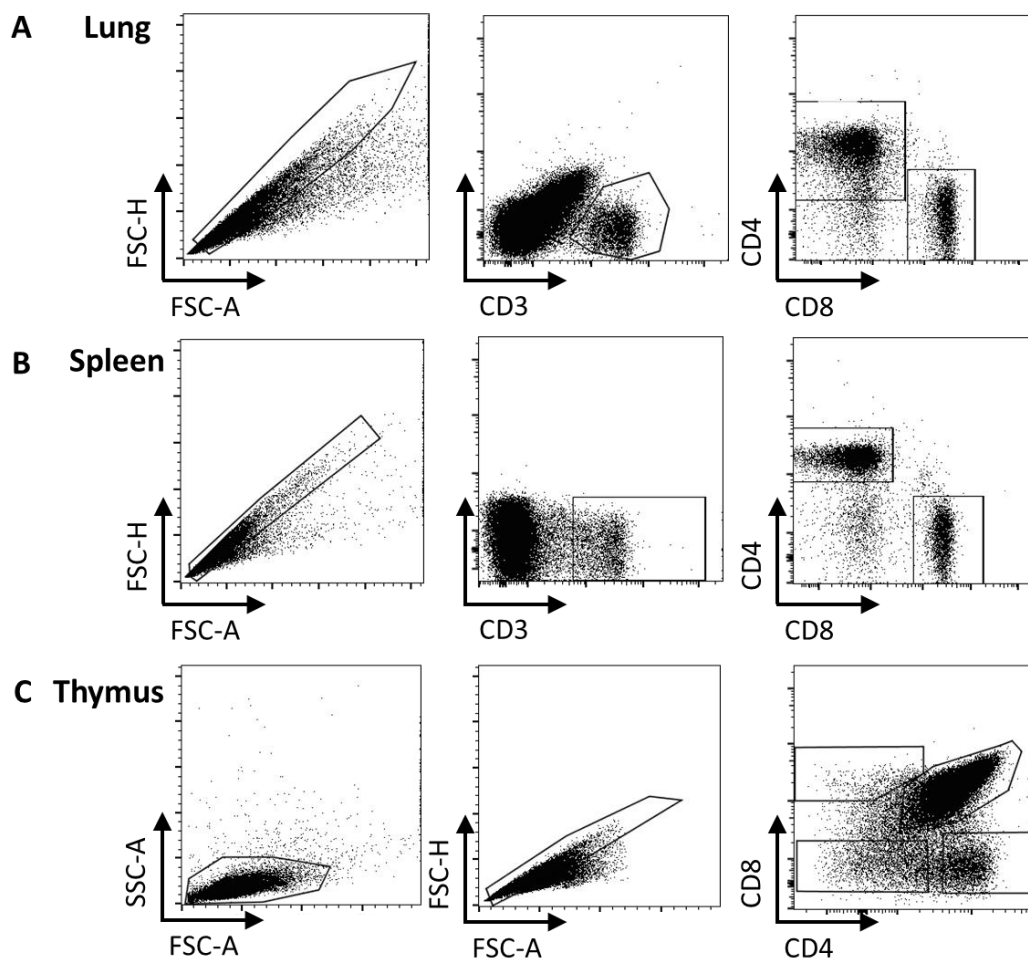 A Lung
FSC-H
FSC-A
CD3
CD4
CD8
B Spleen
FSC-H
FSC-A
CD3
CD4
CD8
C Thymus
SSC-A
FSC-A
FSC-H
FSC-A
CD8
CD4